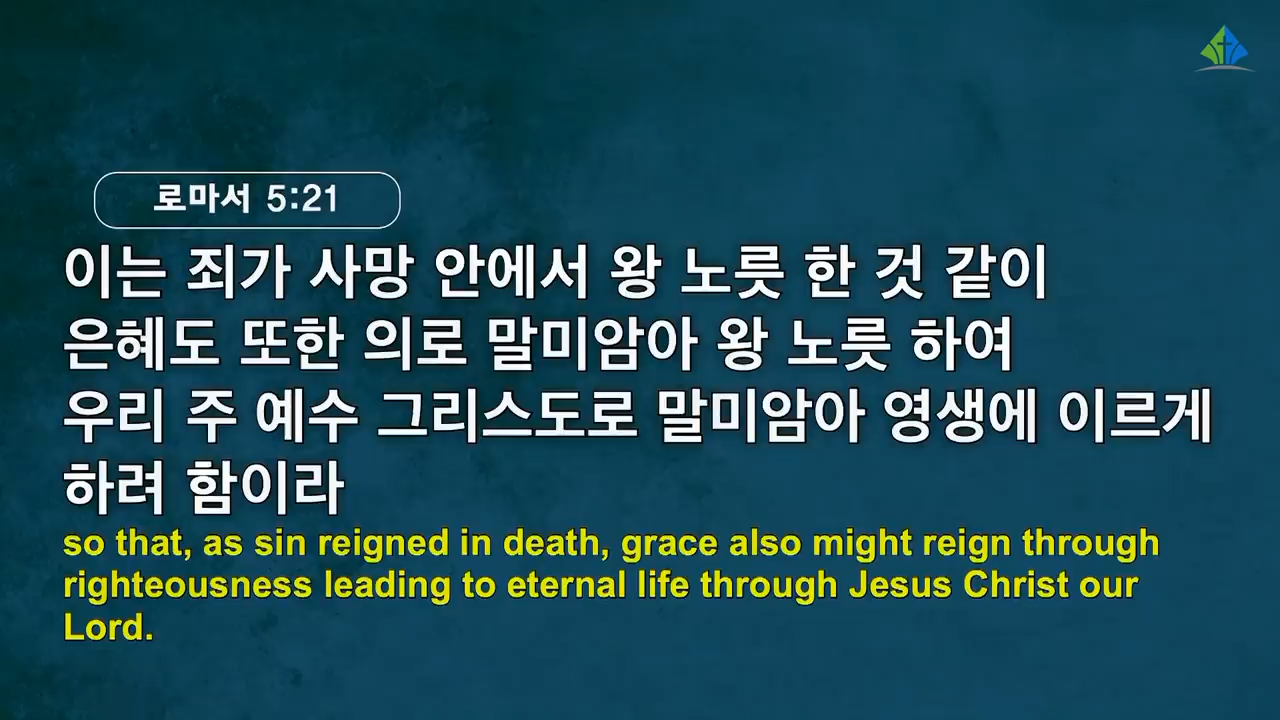 로마서 5:21
이는 죄가 사망 안에서 왕 노릇 한 것 같이
은혜도 또한 의로 말미암아 왕 노릇 하여
우리 주 예수 그리스도로 말미암아 영생에 이르게
하려 함이라
so that, as sin reigned in death, grace also might reign through
righteousness leading to eternal life through Jesus Christ our
Lord.